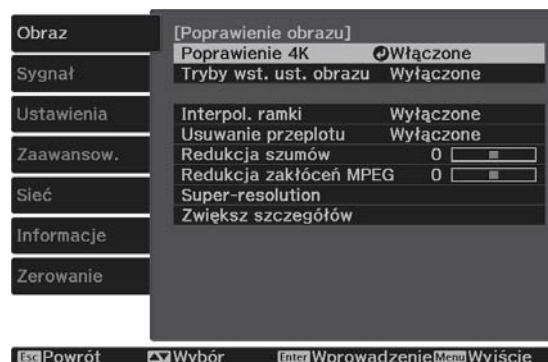 Obraz
Sygnał
Ustawienia
Zaawansow.
Sieć
Informacje
Zerowanie
[Poprawienie obrazu]
Poprawienie 4K Włączone
Tryby wst. ust. obrazu Wyłączone
Interpol. ramki Wyłączone
Usuwanie przeplotu Wyłączone
Redukcja szumów 0
Redukcja zakłóceń MPEG 0
Super-resolution
Zwiększ szczegółów
Esc Powrót Wybór Enter Wprowadzenie Menu Wyjście